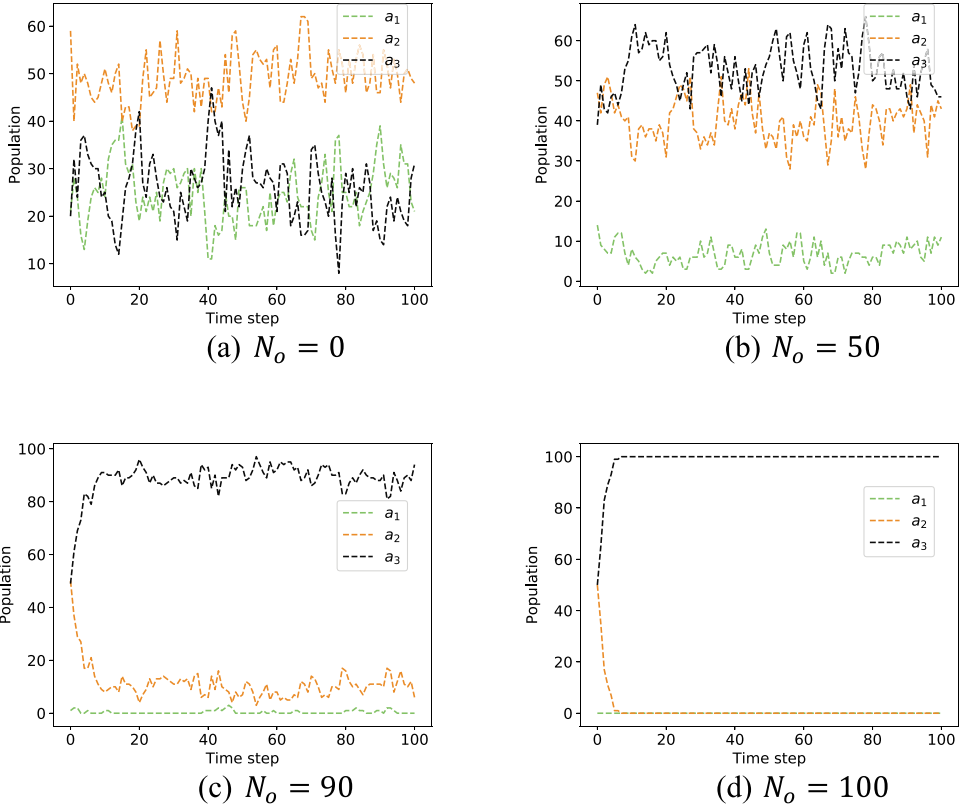 60
50
40
30
20
10
Population
0 20 40 60 80 100
Time step
a1
a2
a3
(a) No = 0
60
50
40
30
20
10
0
Population
0 20 40 60 80 100
Time step
a1
a2
a3
(b) No = 50
100
80
60
40
20
0
Population
0 20 40 60 80 100
Time step
a1
a2
a3
(c) No = 90
100
80
60
40
20
0
Population
0 20 40 60 80 100
Time step
a1
a2
a3
(d) No = 100